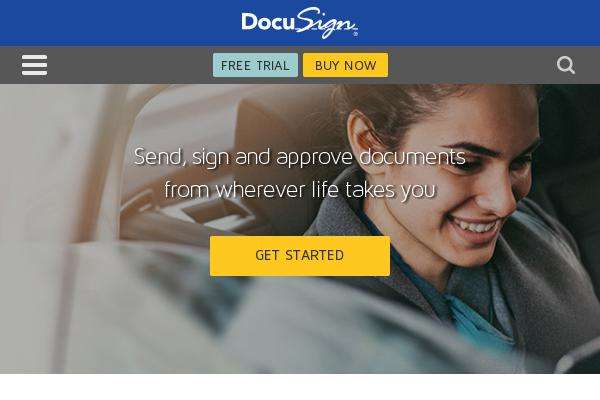 DocuSign
FREE TRIAL
BUY NOW
Send, sign and approve documents
from wherever life takes you
GET STARTED